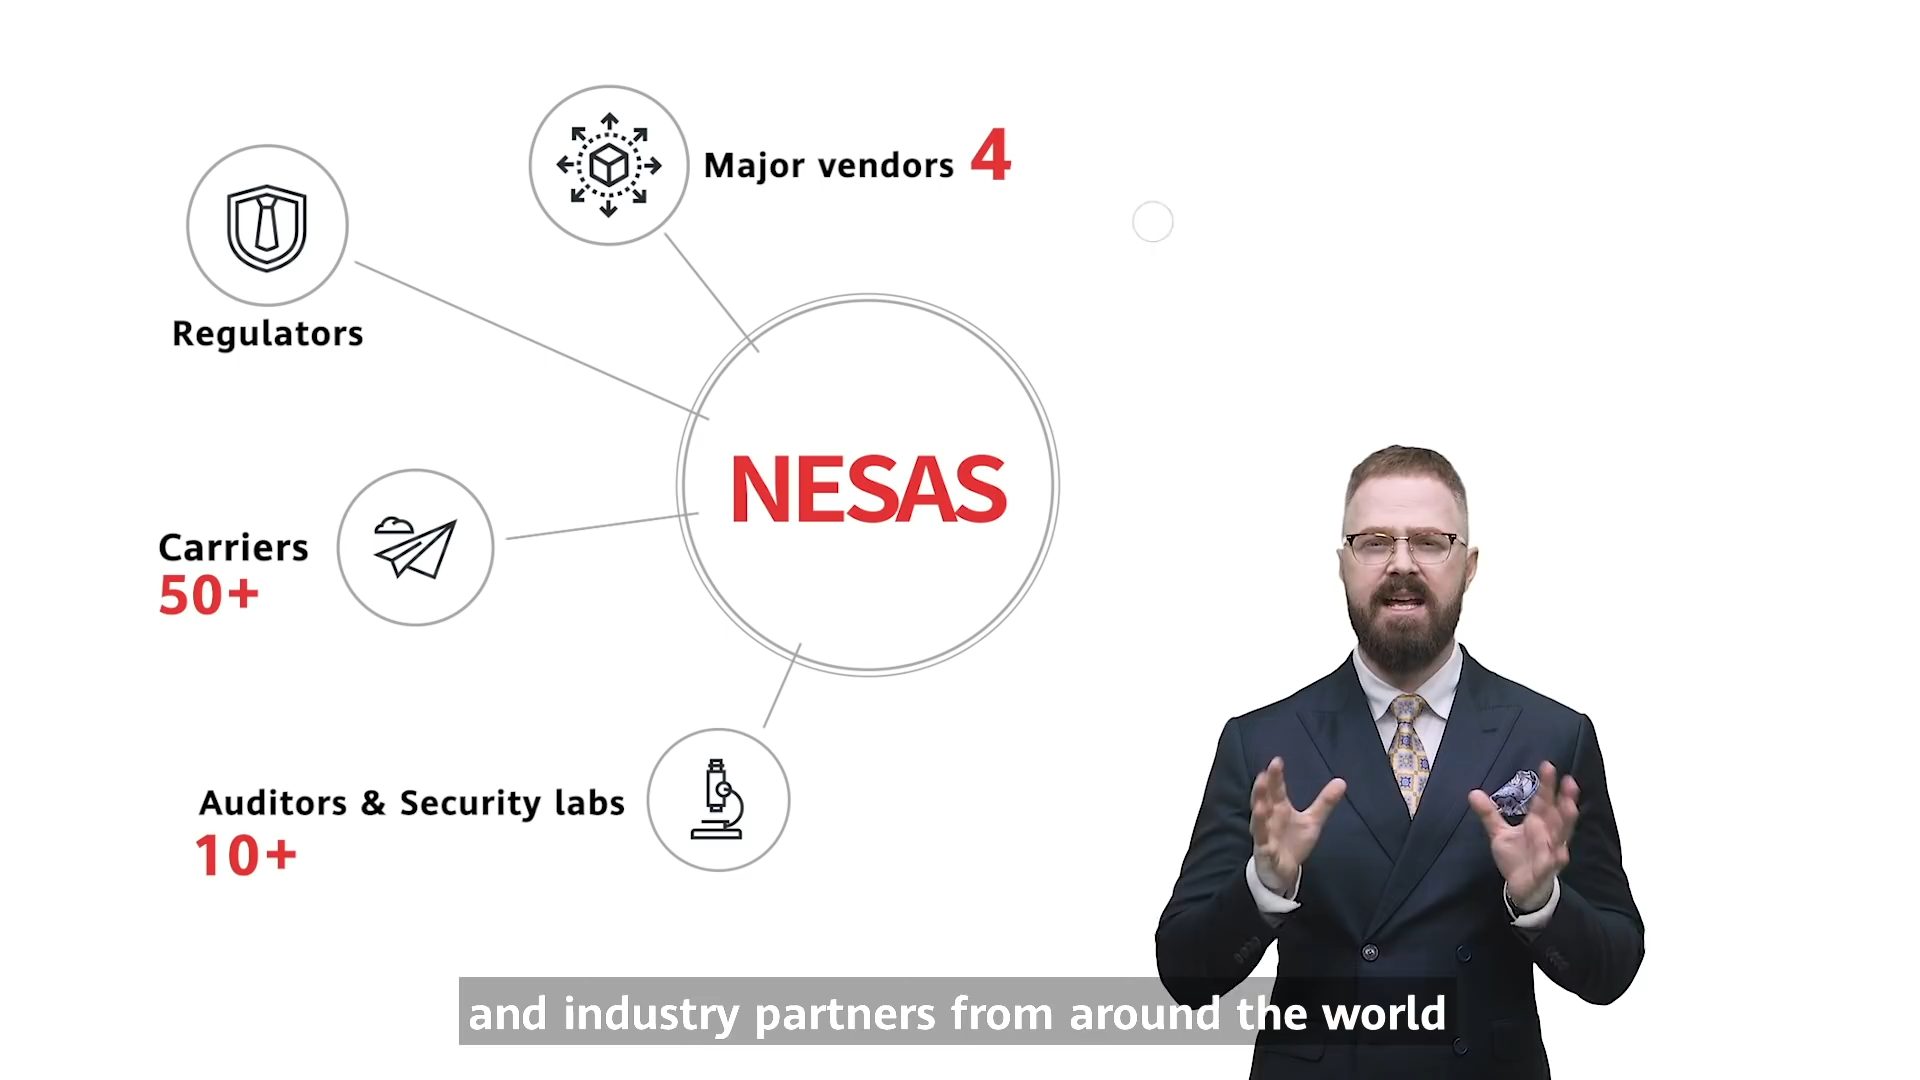 Major vendors 4
Regulators
NESAS
Carriers
50+
Auditors & Security labs
10+
and industry partners from around the world